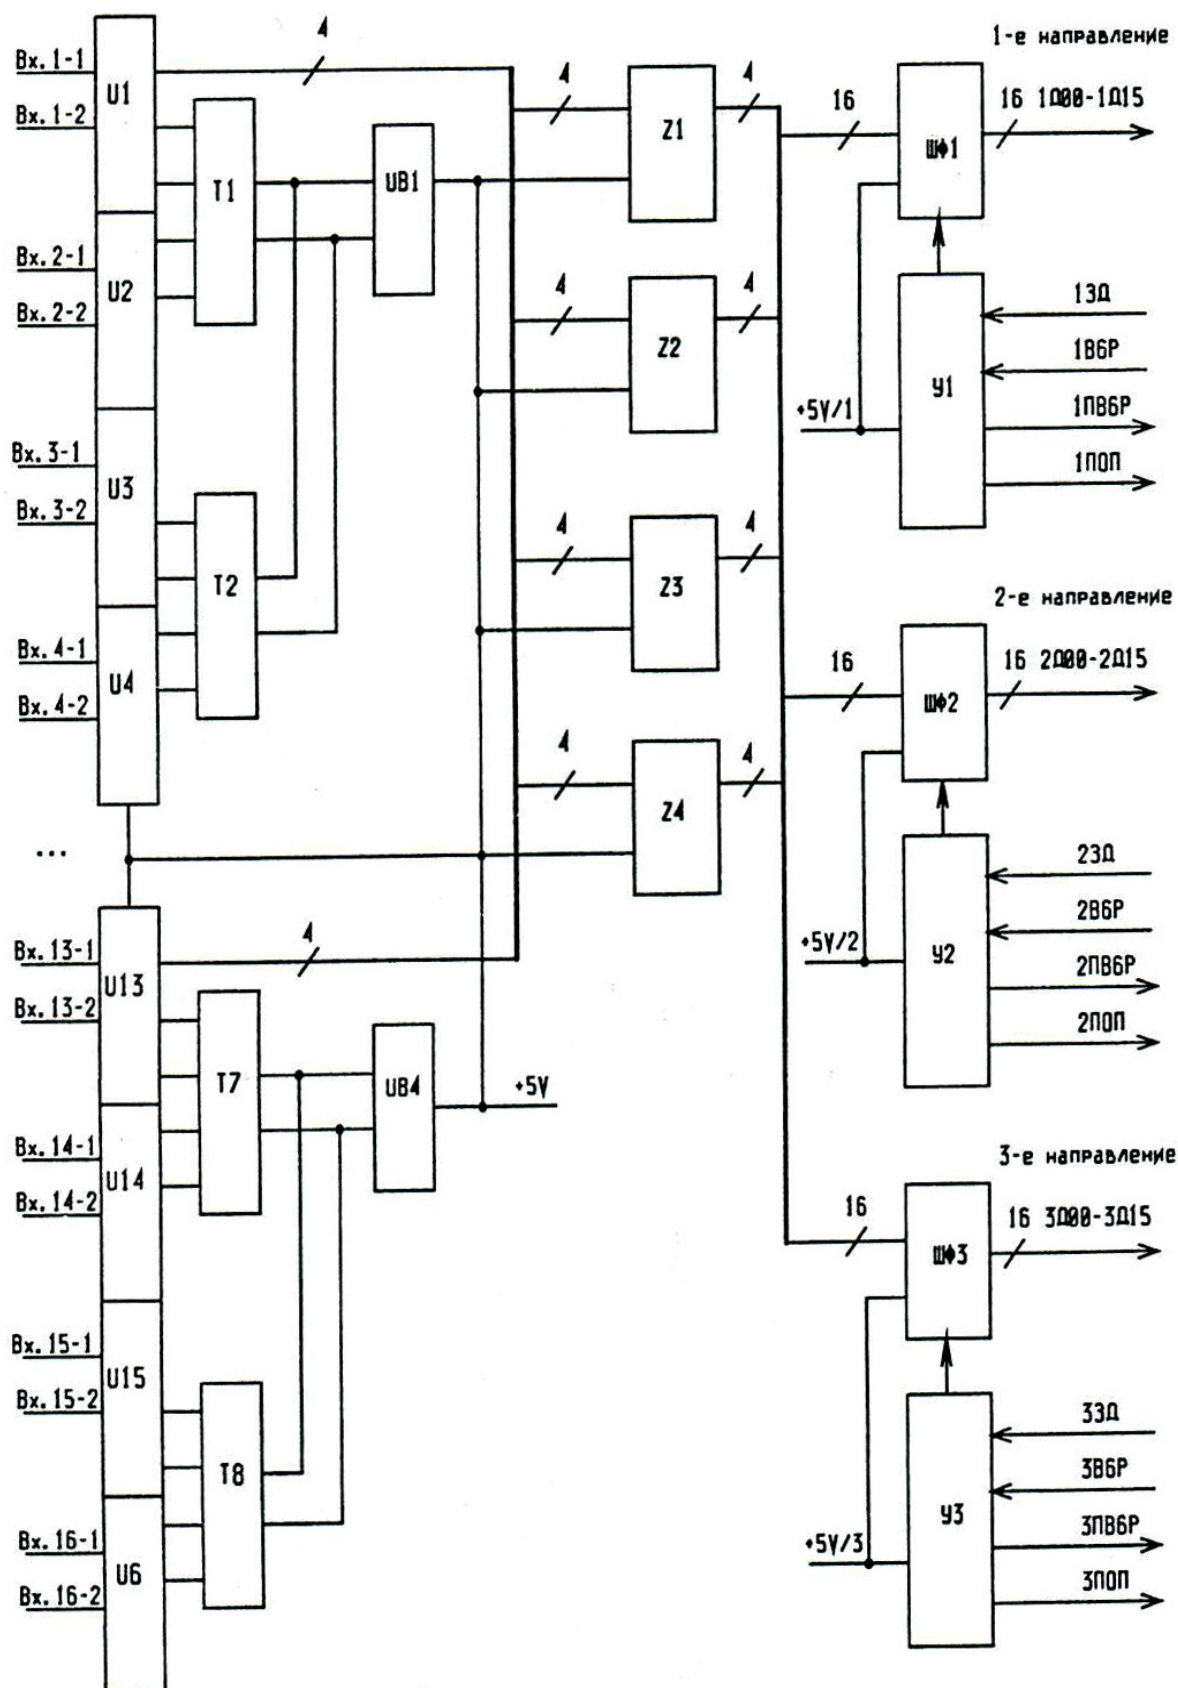 1-е направление
Вх.1-1
U1
4
4
Z1
4
16
ШФ1
16 1Д00-1Д15
Вх.1-2
T1
UB1
Вх.2-1
U2
4
Z2
4
1ЗД
Вх.2-2
1ВБР
У1
+5V/1
1ПВБР
1ПОП
Вх.3-1
U3
Вх.3-2
4
Z3
4
T2
2-е направление
Вх.4-1
U4
Вх.4-2
16
ШФ2
16 2Д00-2Д15
4
Z4
4
...
2ЗД
2ВБР
+5V/2
У2
2ПВБР
2ПОП
Вх.13-1
U13
4
Вх.13-2
T7
UB4
+5V
Вх.14-1
U14
Вх.14-2
3-е направление
16
ШФ3
16 3Д00-3Д15
Вх.15-1
U15
Вх.15-2
T8
3ЗД
3ВБР
У3
+5V/3
3ПВБР
3ПОП
Вх.16-1
U6
Вх.16-2